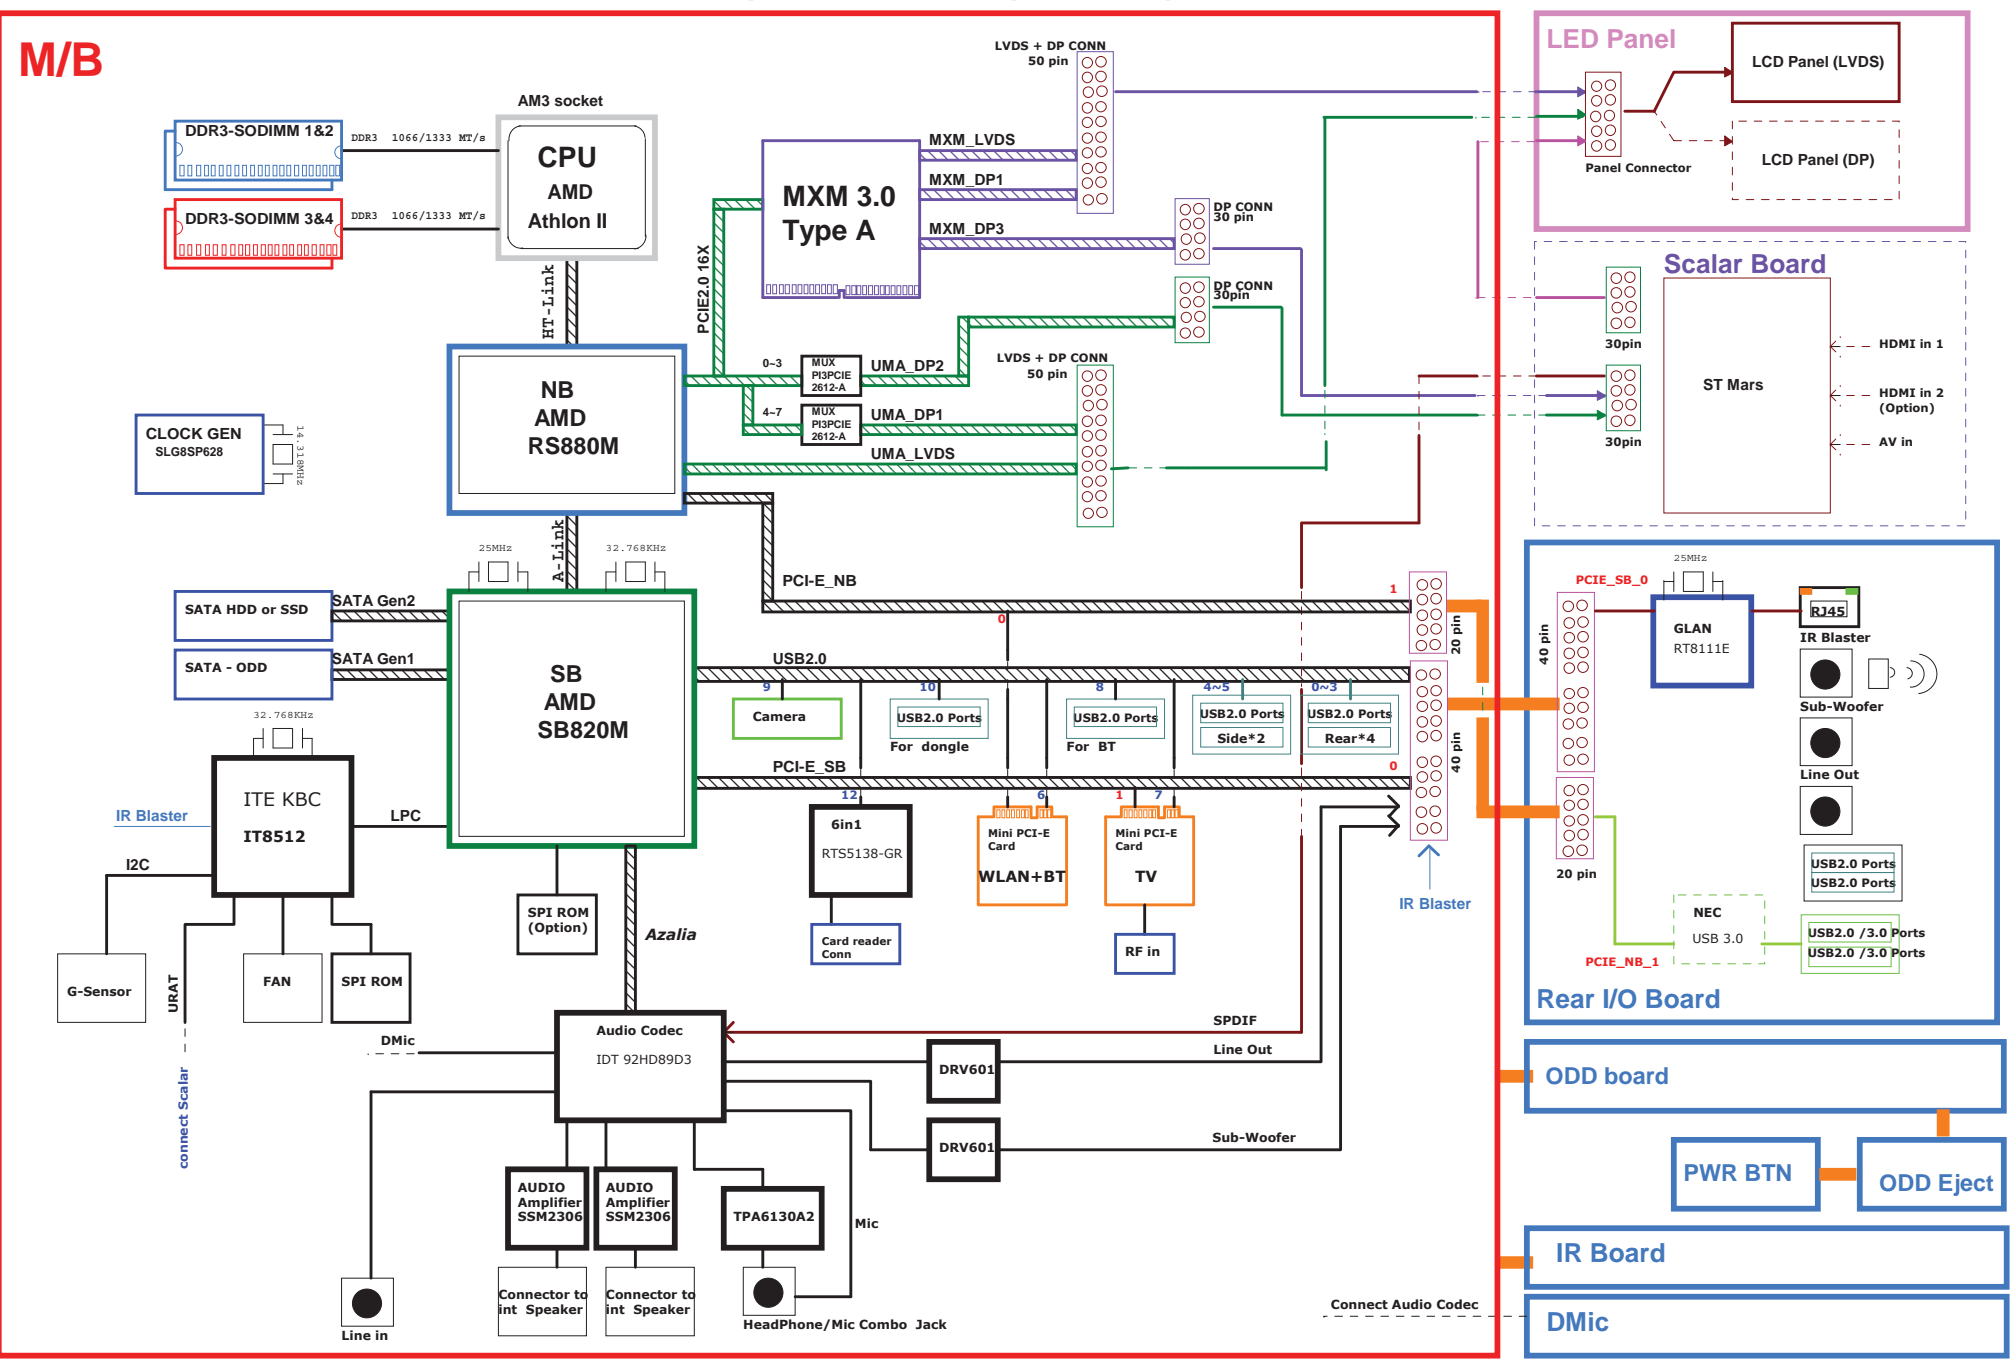 M/B
LVDS + DP CONN
50 pin
LED Panel
LCD Panel (LVDS)
LCD Panel (DP)
Panel Connector
AM3 socket
DDR3-SODIMM 1&2
DDR3 1066/1333 MT/s
CPU
AMD
Athlon II
DDR3-SODIMM 3&4
DDR3 1066/1333 MT/s
MXM 3.0
Type A
MXM_LVDS
MXM_DP1
MXM_DP3
DP CONN
30 pin
DP CONN
30pin
PCIE2.0 16X
HT-Link
Scalar Board
30pin
ST Mars
HDMI in 1
HDMI in 2
(Option)
AV in
30pin
NB
AMD
RS880M
0~3
MUX
PI3PCIE
2612-A
UMA_DP2
4~7
MUX
PI3PCIE
2612-A
UMA_DP1
UMA_LVDS
LVDS + DP CONN
50 pin
CLOCK GEN
SLG8SP628
14.318MHz
A-Link
25MHz
32.768KHz
SATA HDD or SSD
SATA Gen2
SATA - ODD
SATA Gen1
SB
AMD
SB820M
PCI-E_NB
1
0
20 pin
USB2.0
9
10
8
4~5
0~3
Camera
USB2.0 Ports
For dongle
USB2.0 Ports
For BT
USB2.0 Ports
Side*2
USB2.0 Ports
Rear*4
40 pin
PCI-E_SB
0
12
6
1
7
32.768KHz
ITE KBC
IT8512
IR Blaster
LPC
I2C
6in1
RTS5138-GR
Card reader
Conn
Mini PCI-E
Card
WLAN+BT
Mini PCI-E
Card
TV
RF in
IR Blaster
SPI ROM
(Option)
Azalia
G-Sensor
URAT
connect Scalar
FAN
SPI ROM
PCIE_SB_0
25MHz
40 pin
GLAN
RT8111E
RJ45
IR Blaster
Sub-Woofer
Line Out
20 pin
USB2.0 Ports
USB2.0 Ports
NEC
USB 3.0
USB2.0 /3.0 Ports
USB2.0 /3.0 Ports
PCIE_NB_1
Rear I/O Board
Audio Codec
IDT 92HD89D3
DMic
SPDIF
Line Out
DRV601
Sub-Woofer
DRV601
AUDIO
Amplifier
SSM2306
AUDIO
Amplifier
SSM2306
TPA6130A2
Mic
Line in
Connector to
int Speaker
Connector to
int Speaker
HeadPhone/Mic Combo Jack
ODD board
PWR BTN
ODD Eject
IR Board
Connect Audio Codec
DMic